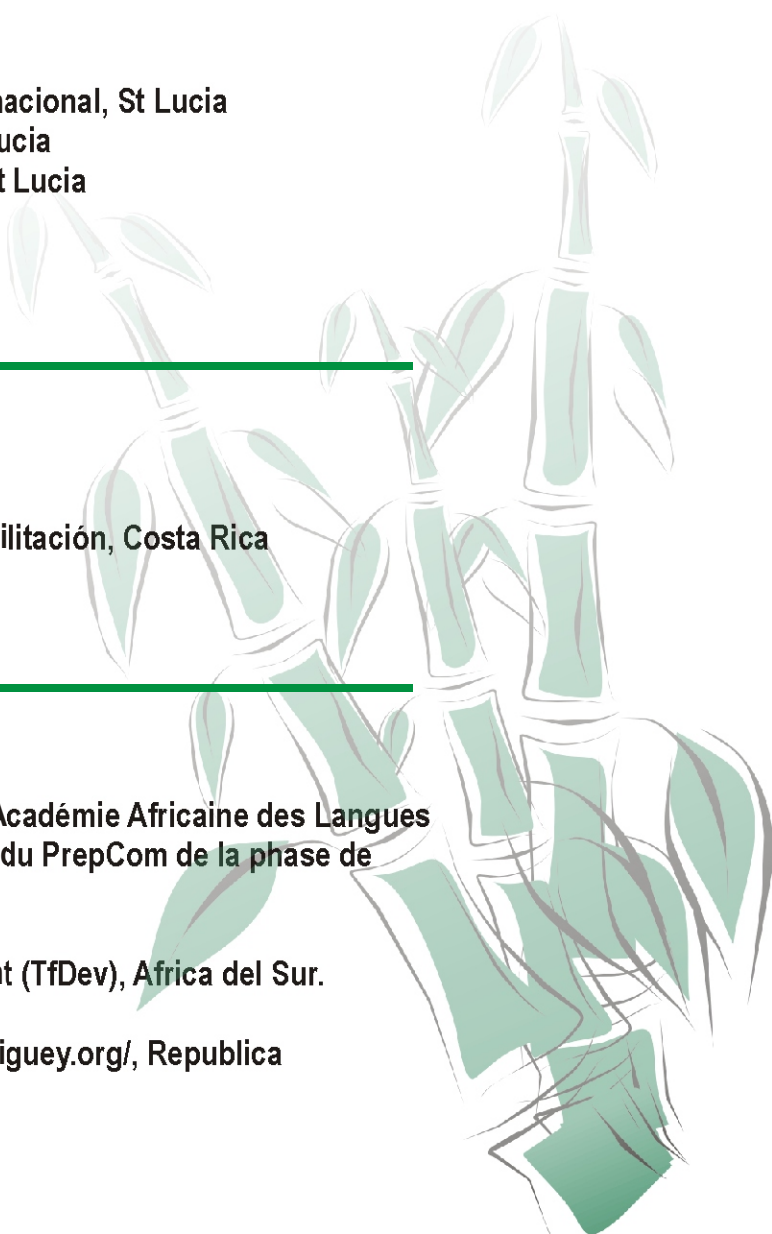 nacional, St Lucia
ucia
t Lucia
ilitación, Costa Rica
Académie Africaine des Langues
du PrepCom de la phase de
nt (TfDev), Africa del Sur.
iguey.org/, Republica